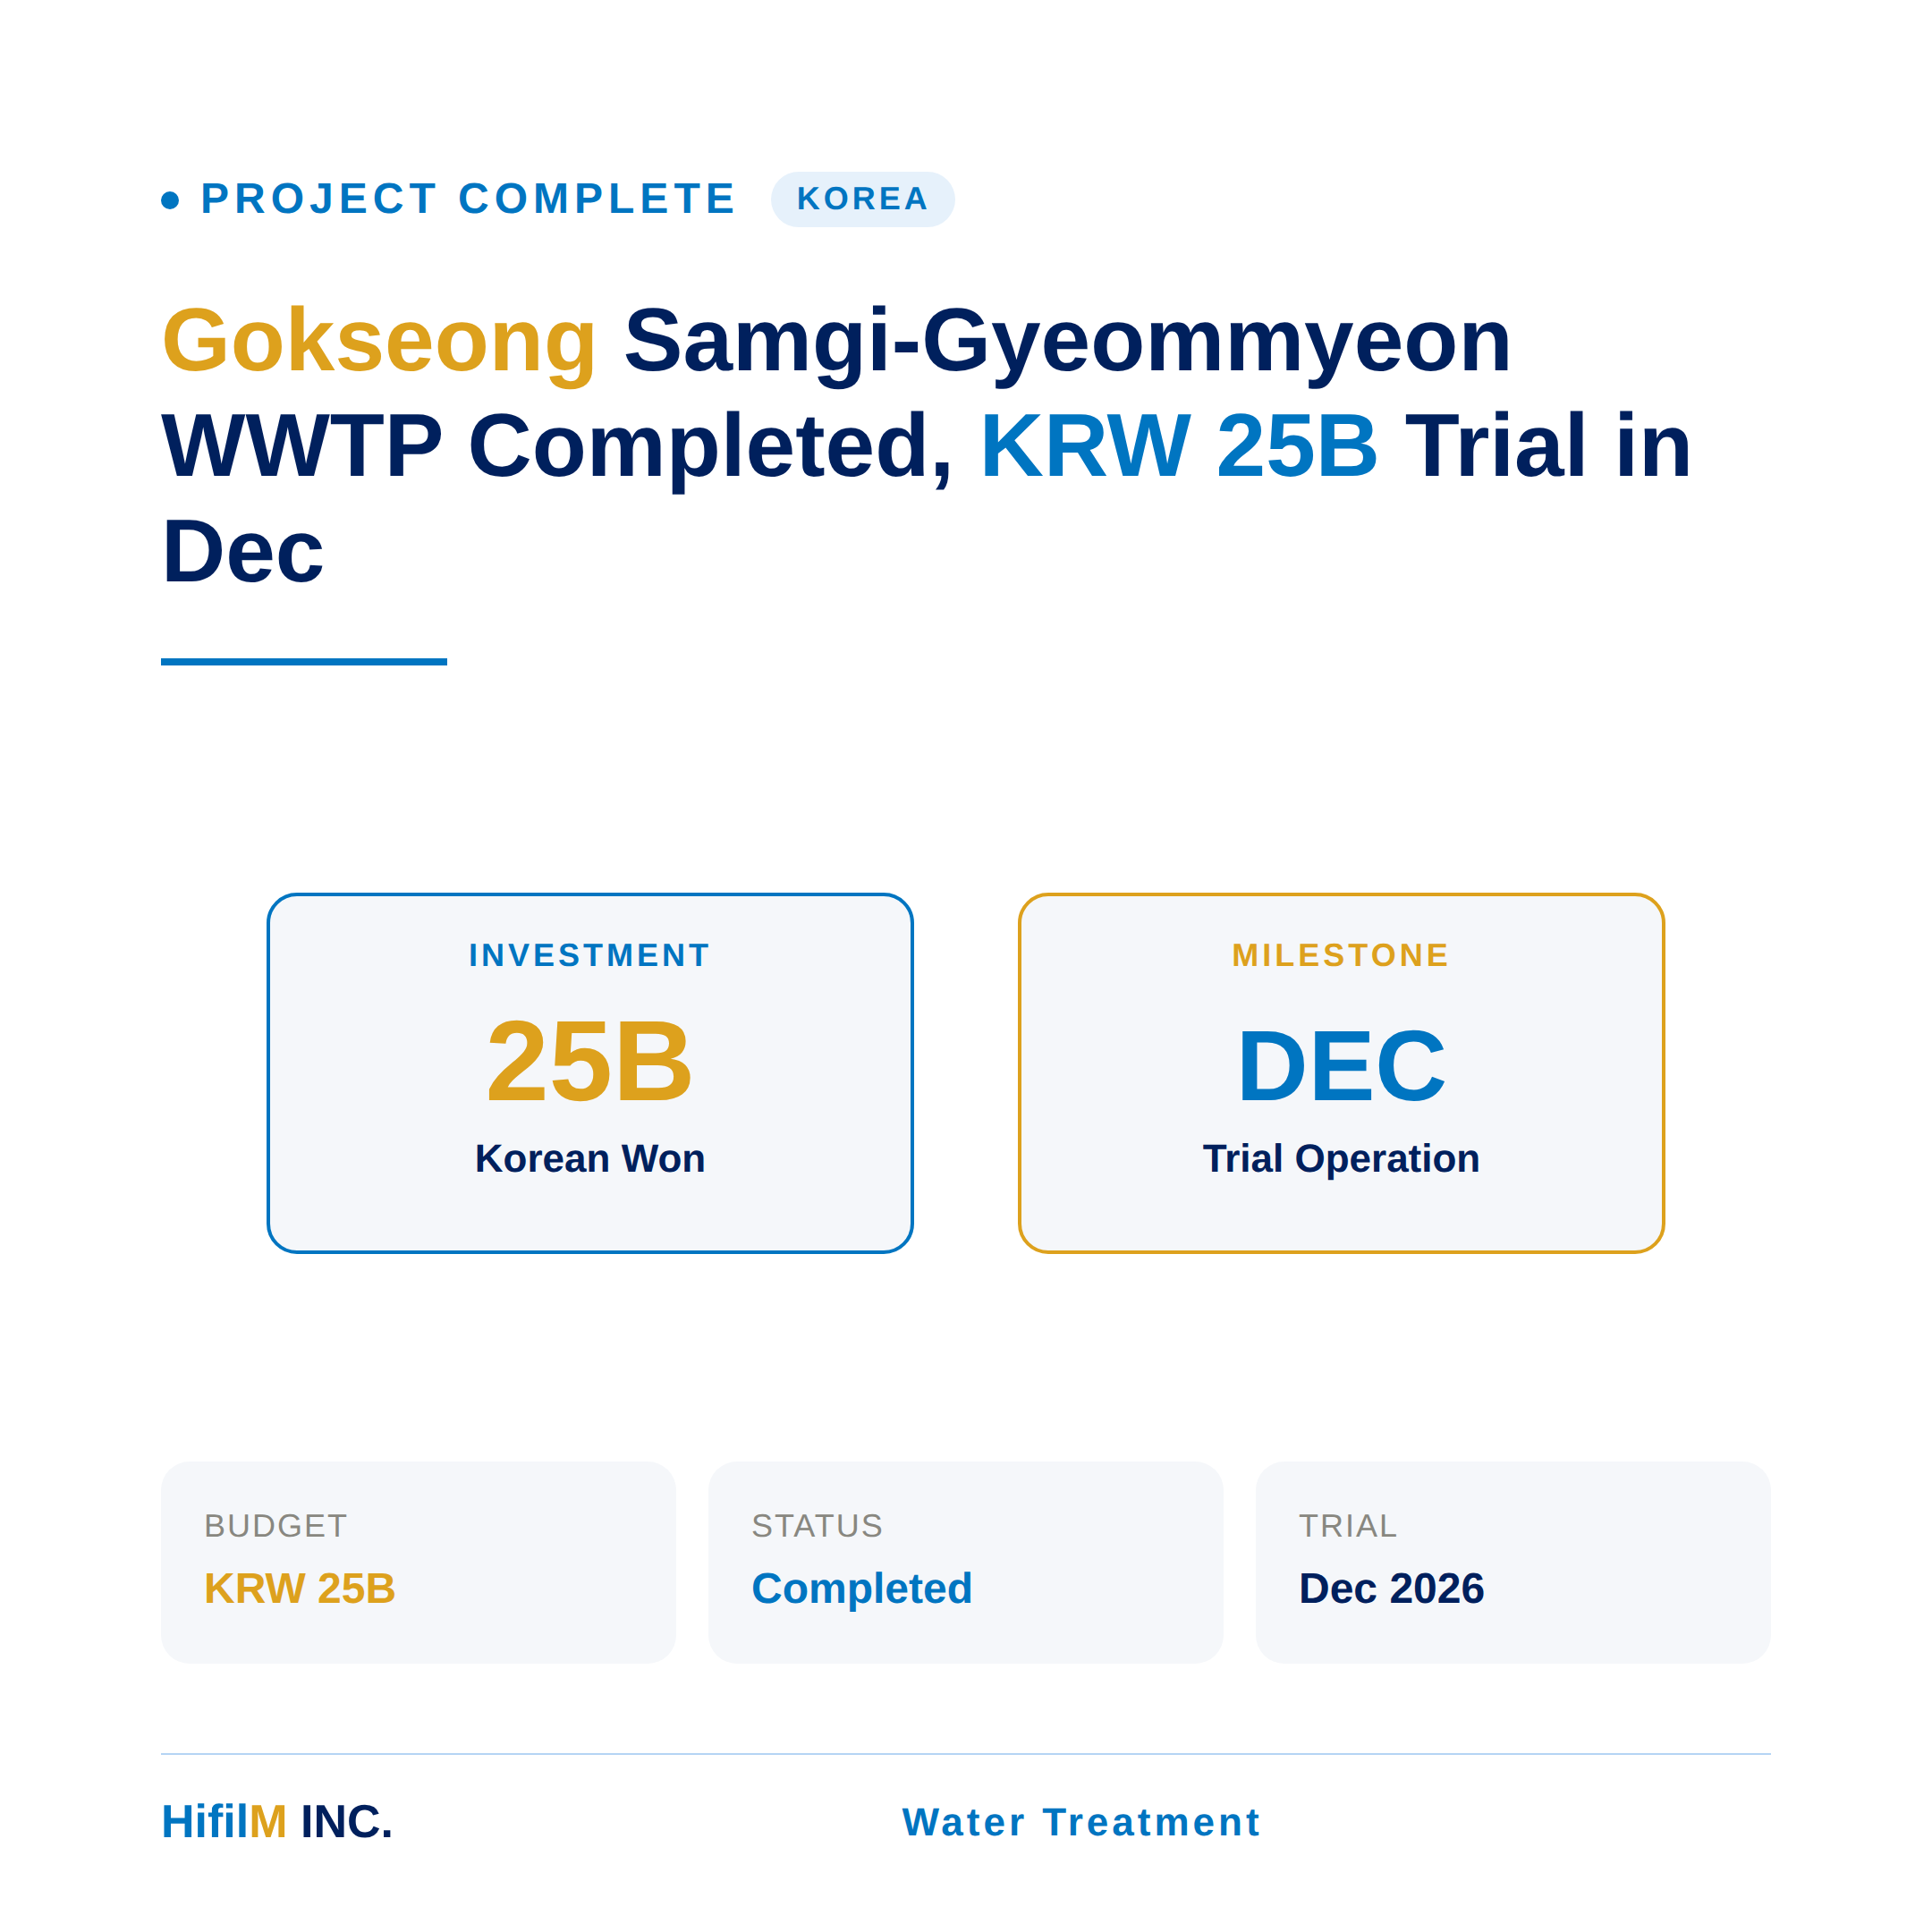 PROJECT COMPLETE KOREA
Gokseong Samgi-Gyeommyeon
WWTP Completed, KRW 25B Trial in
Dec
INVESTMENT
25B
Korean Won
MILESTONE
DEC
Trial Operation
BUDGET
KRW 25B
STATUS
Completed
TRIAL
Dec 2026
HifilM INC.
Water Treatment